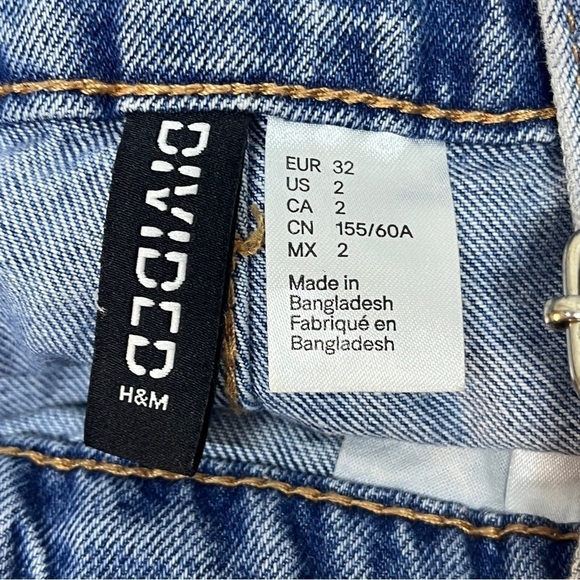 DIVIDED
H&M
EUR 32
US 2
CA 2
CN 155/60A
MX 2
Made in
Bangladesh
Fabriqué en
Bangladesh